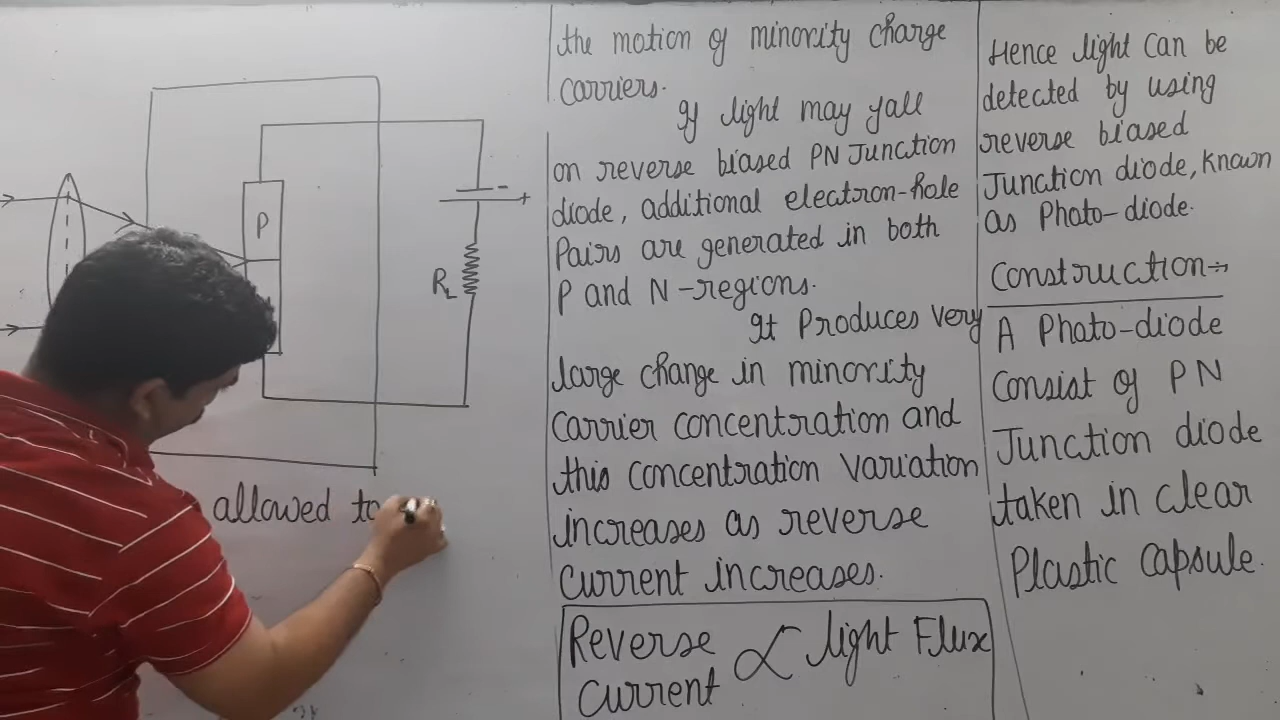 P
-
+
RL
allowed to
the motion of minority charge
carriers.
If light may fall
on reverse biased PN Junction
diode, additional electron-hole
Pairs are generated in both
P and N-regions.
It Produces very
large change in minority
carrier concentration and
this concentration variation
increases as reverse
current increases.
Reverse
current ∝ light Flux
Hence light can be
detected by using
reverse biased
Junction diode, known
as Photo-diode.
Construction÷
A Photo-diode
Consist of PN
Junction diode
taken in clear
Plastic capsule.